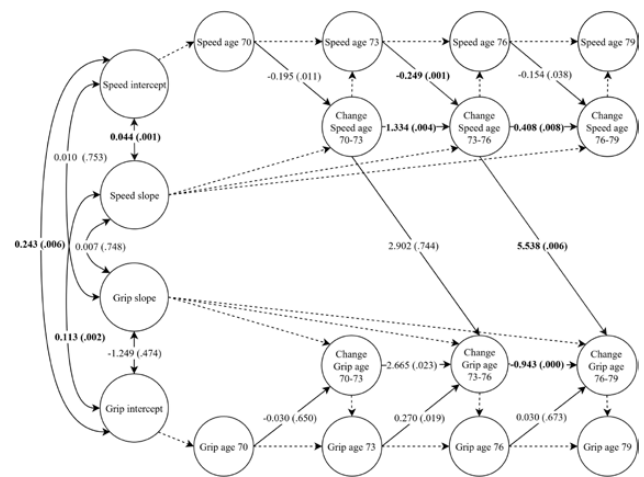 Speed age 70
Speed age 73
Speed age 76
Speed age 79
-0.195 (.011)
-0.249 (.001)
-0.154 (.038)
Speed intercept
Change
Speed age
70-73
1.334 (.004)
Change
Speed age
73-76
0.408 (.008)
Change
Speed age
76-79
0.044 (.001)
0.010 (.753)
Speed slope
0.243 (.006)
0.007 (.748)
2.902 (.744)
5.538 (.006)
Grip slope
0.113 (.002)
-1.249 (.474)
Change
Grip age
70-73
-2.665 (.023)
Change
Grip age
73-76
-0.943 (.000)
Change
Grip age
76-79
Grip intercept
-0.030 (.650)
0.270 (.019)
0.030 (.673)
Grip age 70
Grip age 73
Grip age 76
Grip age 79